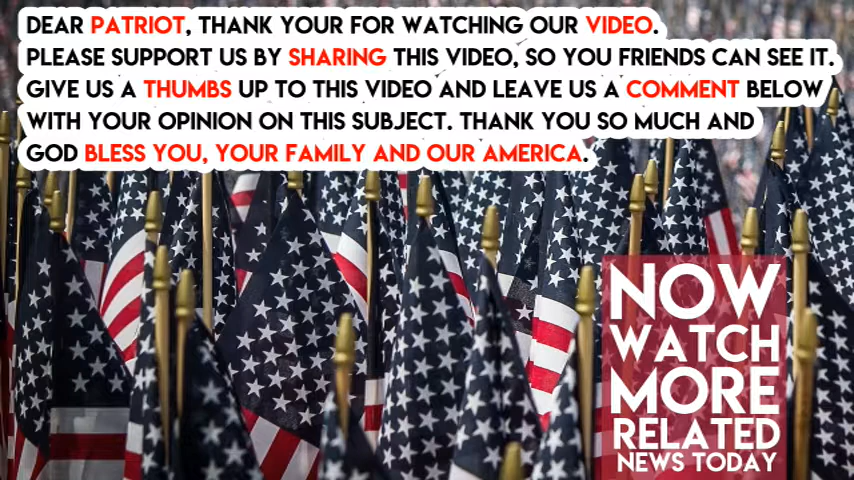 DEAR PATRIOT, THANK YOUR FOR WATCHING OUR VIDEO.
PLEASE SUPPORT US BY SHARING THIS VIDEO, SO YOU FRIENDS CAN SEE IT.
GIVE US A THUMBS UP TO THIS VIDEO AND LEAVE US A COMMENT BELOW
WITH YOUR OPINION ON THIS SUBJECT. THANK YOU SO MUCH AND
GOD BLESS YOU, YOUR FAMILY AND OUR AMERICA.
NOW
WATCH
MORE
RELATED
NEWS TODAY